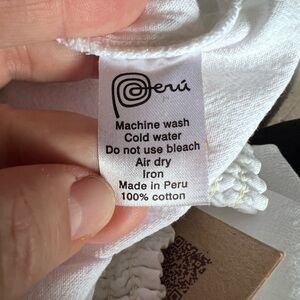 Perú
Machine wash
Cold water
Do not use bleach
Air dry
Iron
Made in Peru
100% cotton